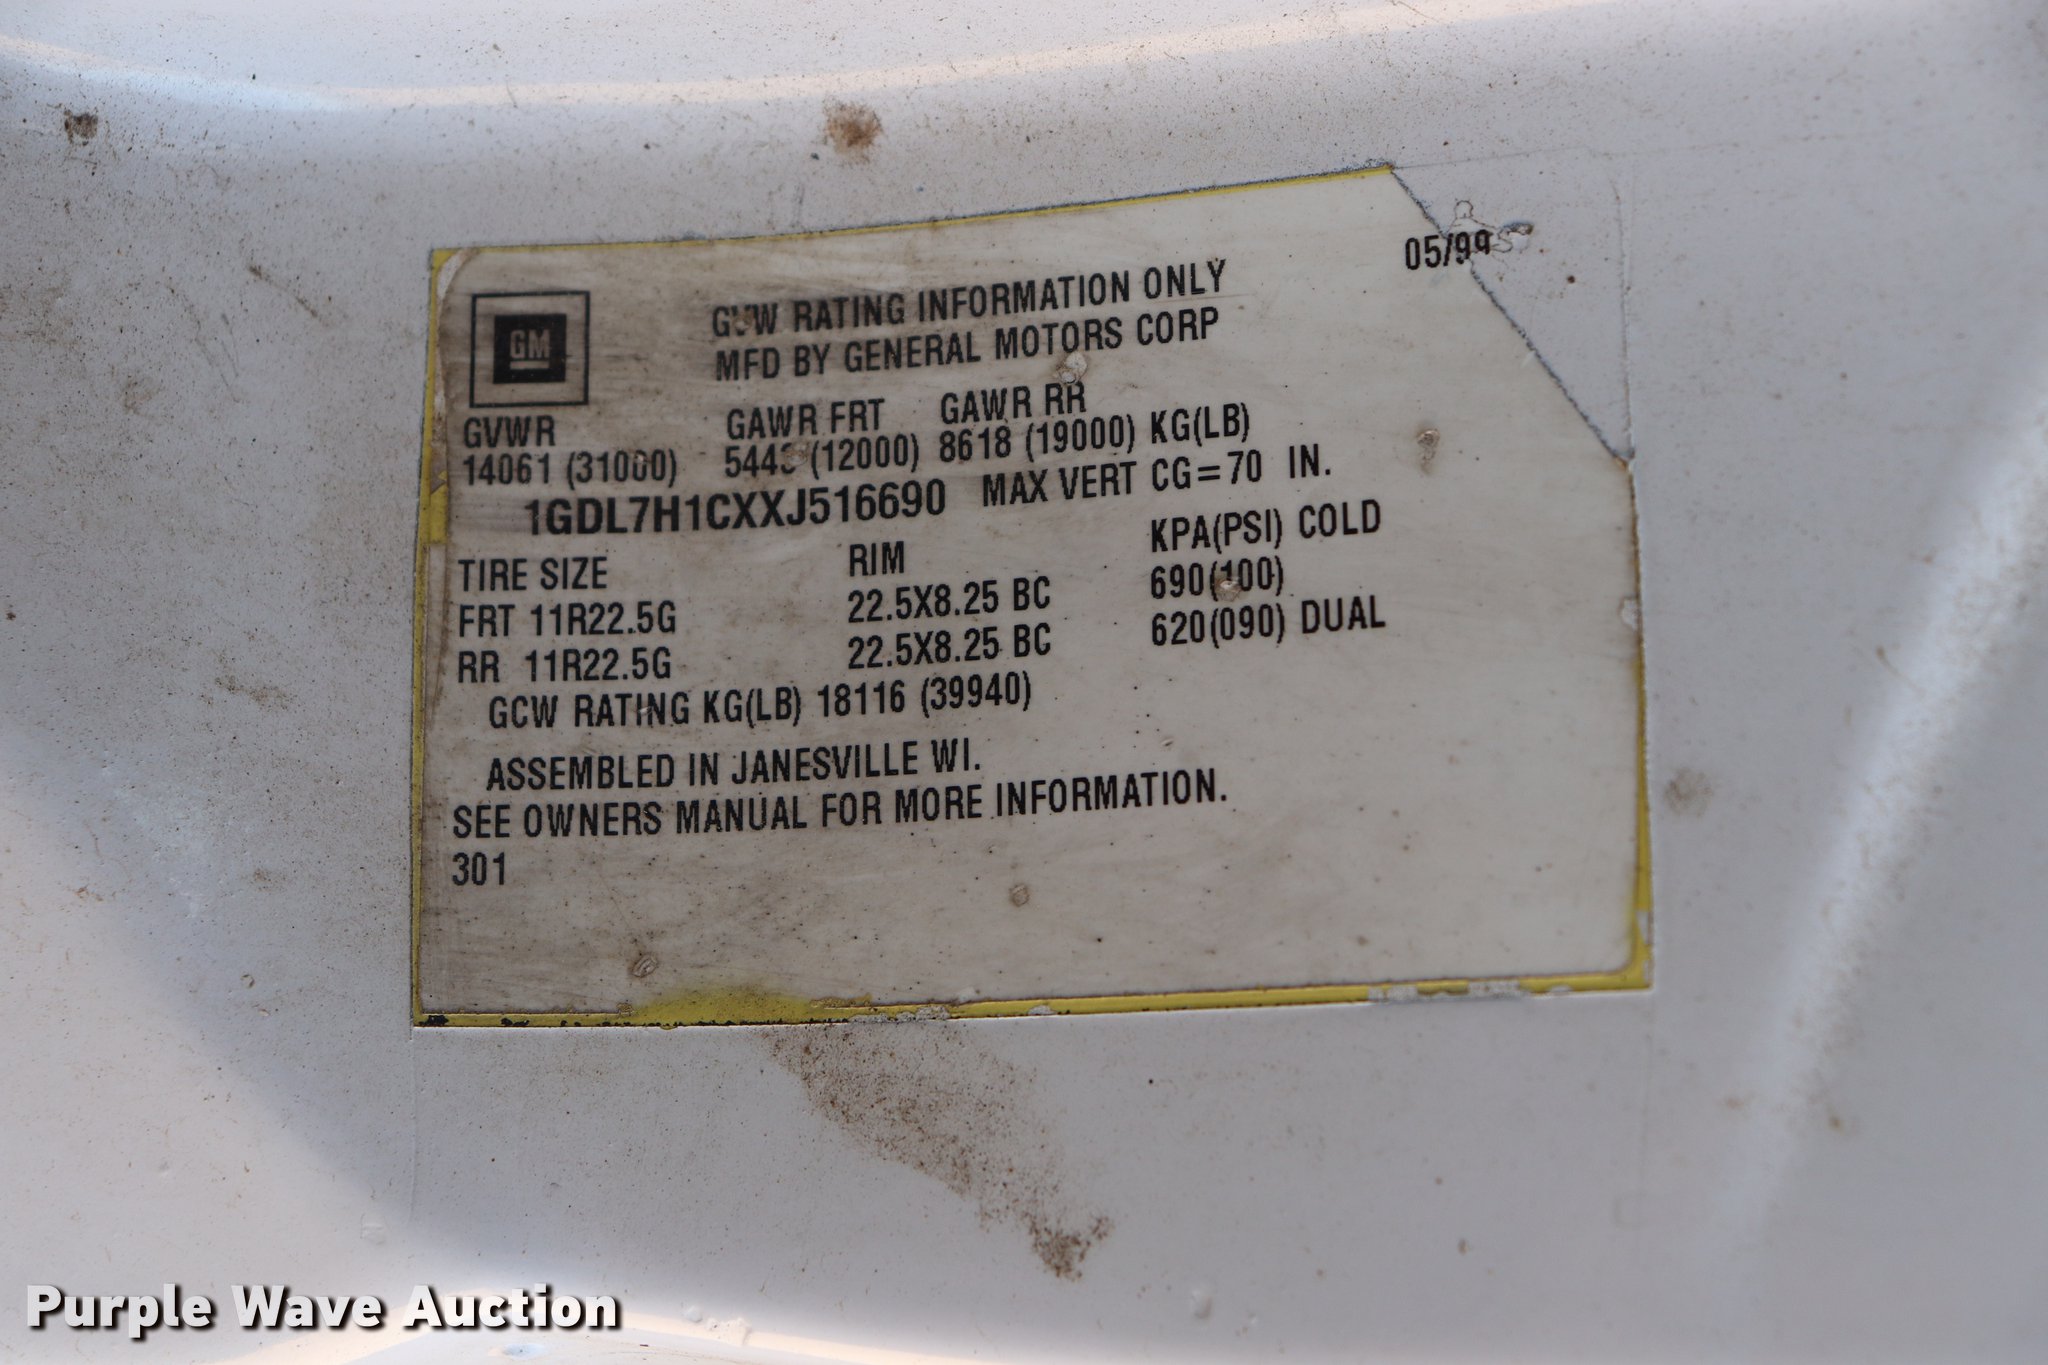 05/99
GM
GVW RATING INFORMATION ONLY
MFD BY GENERAL MOTORS CORP
GVWR GAWR FRT GAWR RR
14061 (31000) 5443 (12000) 8618 (19000) KG(LB)
1GDL7H1CXXJ516690 MAX VERT CG=70 IN.
TIRE SIZE RIM KPA(PSI) COLD
FRT 11R22.5G 22.5X8.25 BC 690(100)
RR 11R22.5G 22.5X8.25 BC 620(090) DUAL
GCW RATING KG(LB) 18116 (39940)
ASSEMBLED IN JANESVILLE WI.
SEE OWNERS MANUAL FOR MORE INFORMATION.
301
Purple Wave Auction